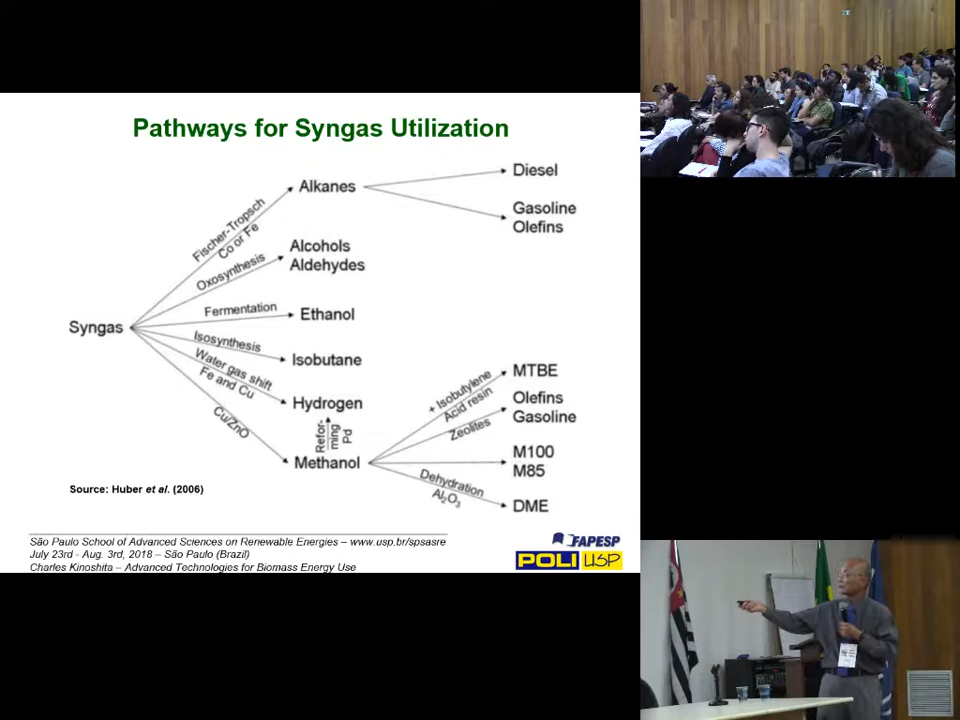 Pathways for Syngas Utilization
Syngas
Fischer-Tropsch
Co or Fe
Alkanes
Diesel
Gasoline
Olefins
Oxosynthesis
Alcohols
Aldehydes
Fermentation
Ethanol
Isosynthesis
Isobutane
Water gas shift
Fe and Cu
Hydrogen
Cu/ZnO
Methanol
Refor-
ming
Pd
+ Isobutylene
Acid resin
MTBE
Zeolites
Olefins
Gasoline
M100
M85
Dehydration
Al₂O₃
DME
Source: Huber et al. (2006)
São Paulo School of Advanced Sciences on Renewable Energies – www.usp.br/spsasre
July 23rd - Aug. 3rd, 2018 – São Paulo (Brazil)
Charles Kinoshita – Advanced Technologies for Biomass Energy Use
FAPESP
POLI USP